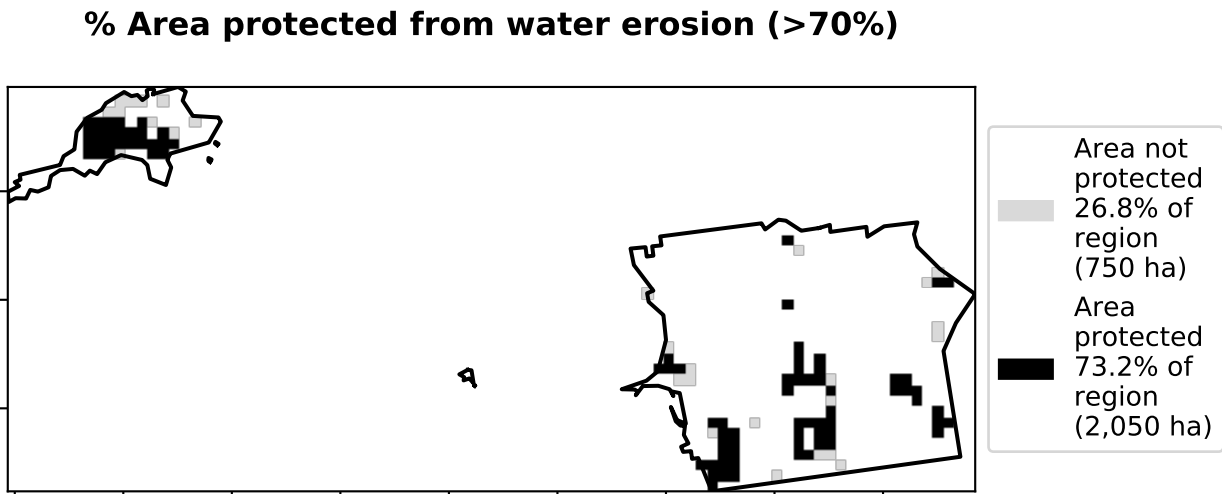 % Area protected from water erosion (>70%)
Area not
protected
26.8% of
region
(750 ha)
Area
protected
73.2% of
region
(2,050 ha)